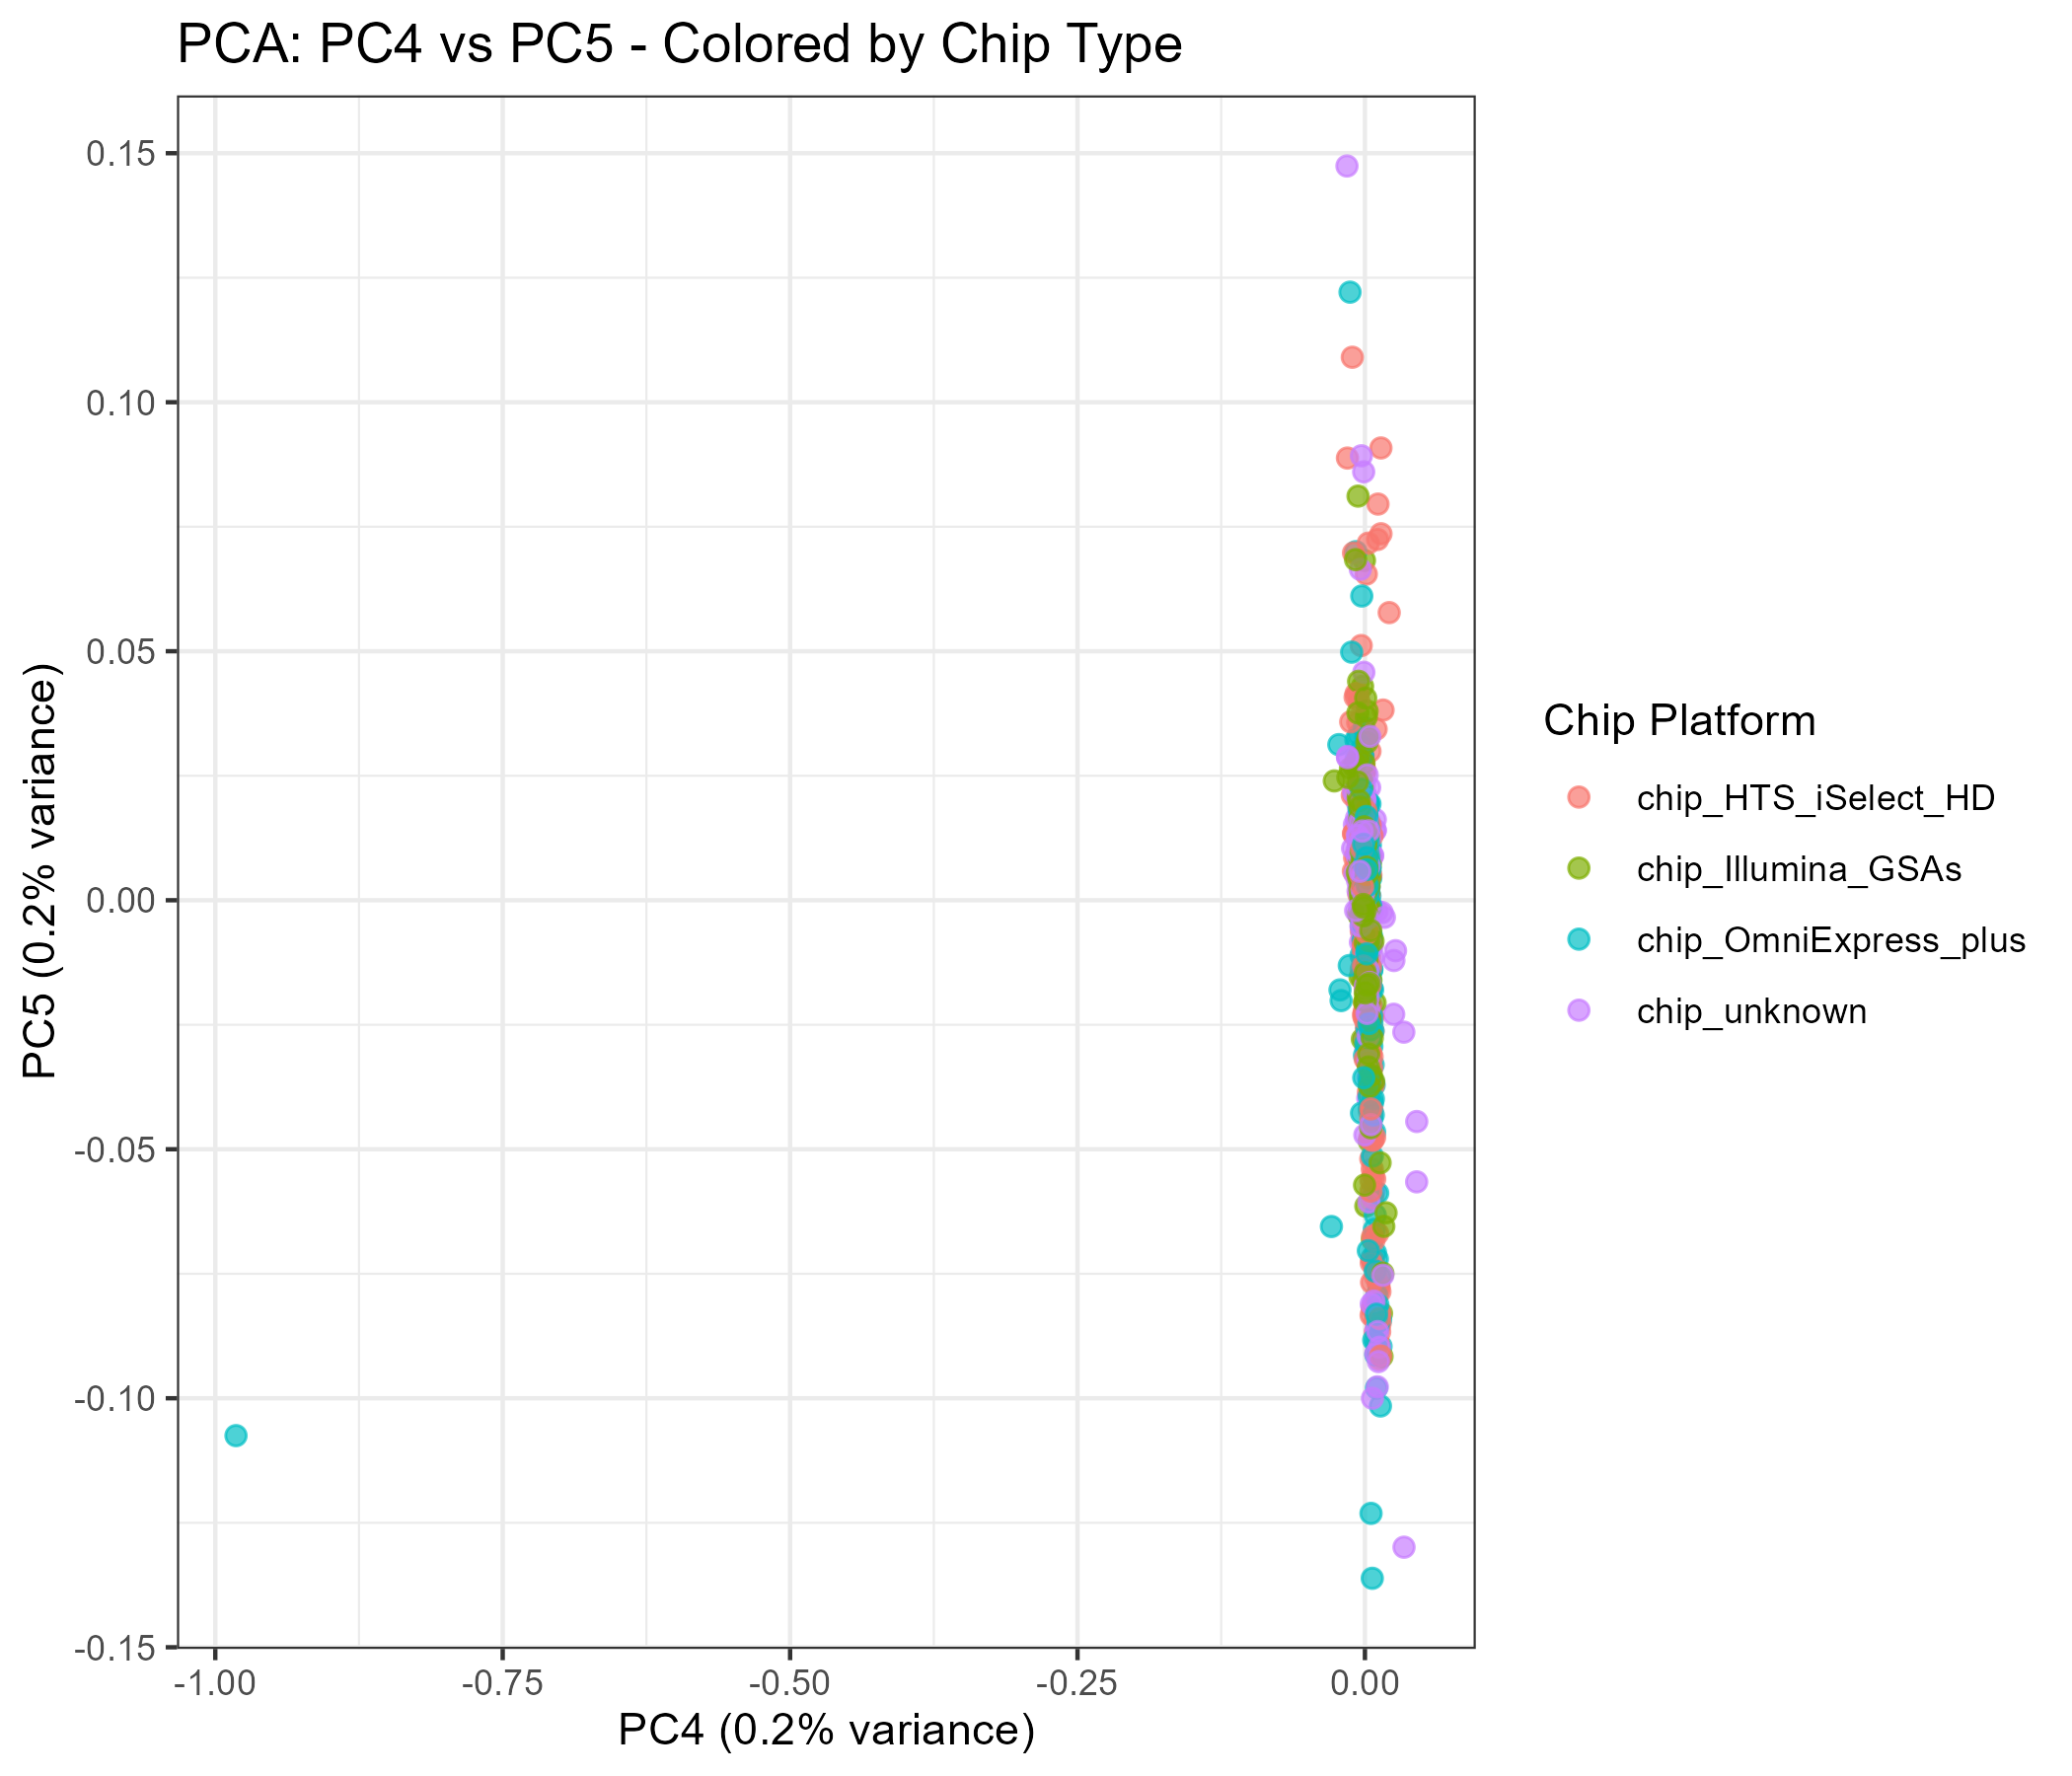 PCA: PC4 vs PC5 - Colored by Chip Type
0.15
0.10
0.05
0.00
-0.05
-0.10
-0.15
PC5 (0.2% variance)
-1.00
-0.75
-0.50
-0.25
0.00
PC4 (0.2% variance)
Chip Platform
chip_HTS_iSelect_HD
chip_Illumina_GSAs
chip_OmniExpress_plus
chip_unknown